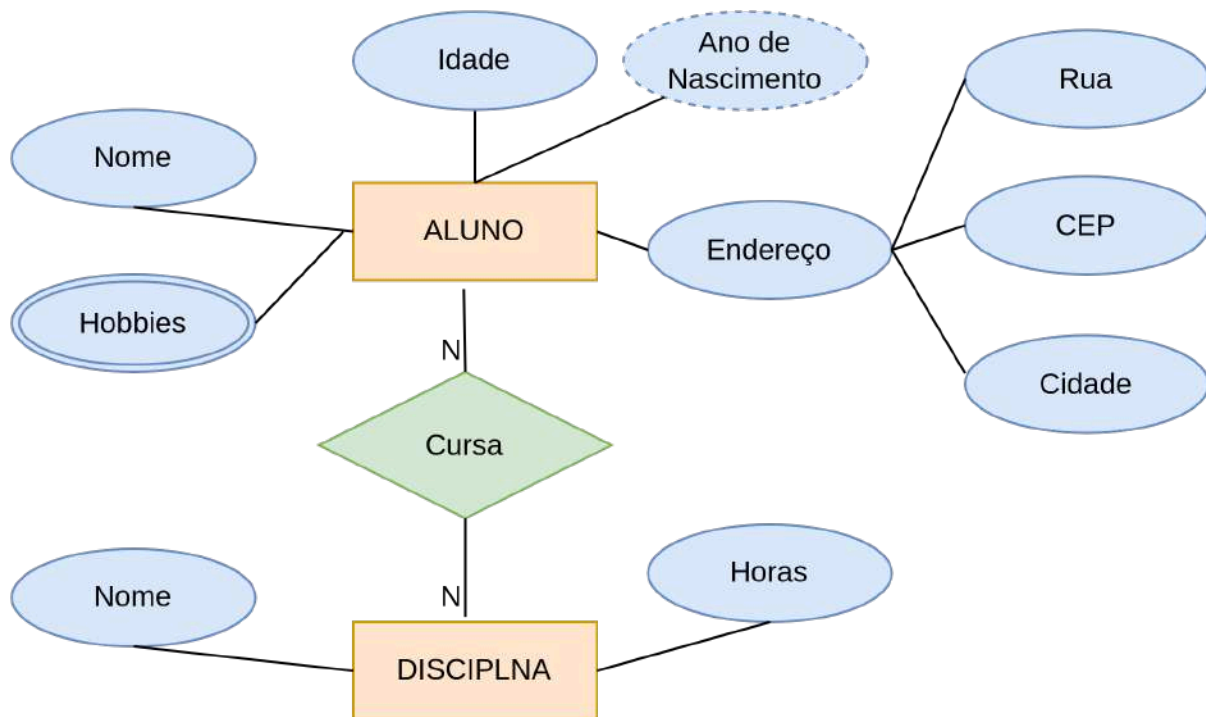 Idade
Ano de
Nascimento
Rua
Nome
ALUNO
Endereço
CEP
Hobbies
N
Cidade
Cursa
N
Nome
Horas
DISCIPLNA